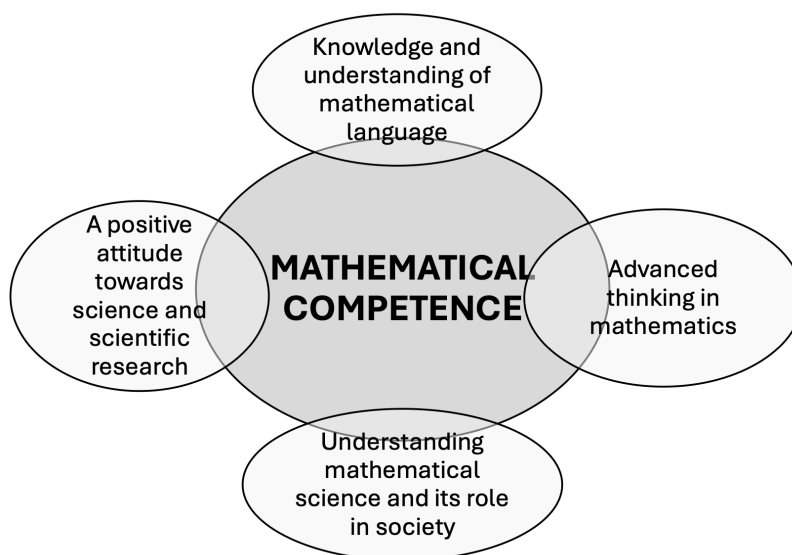 Knowledge and
understanding of
mathematical
language
A positive
attitude
towards
science and
scientific
research
MATHEMATICAL
COMPETENCE
Advanced
thinking in
mathematics
Understanding
mathematical
science and its role
in society